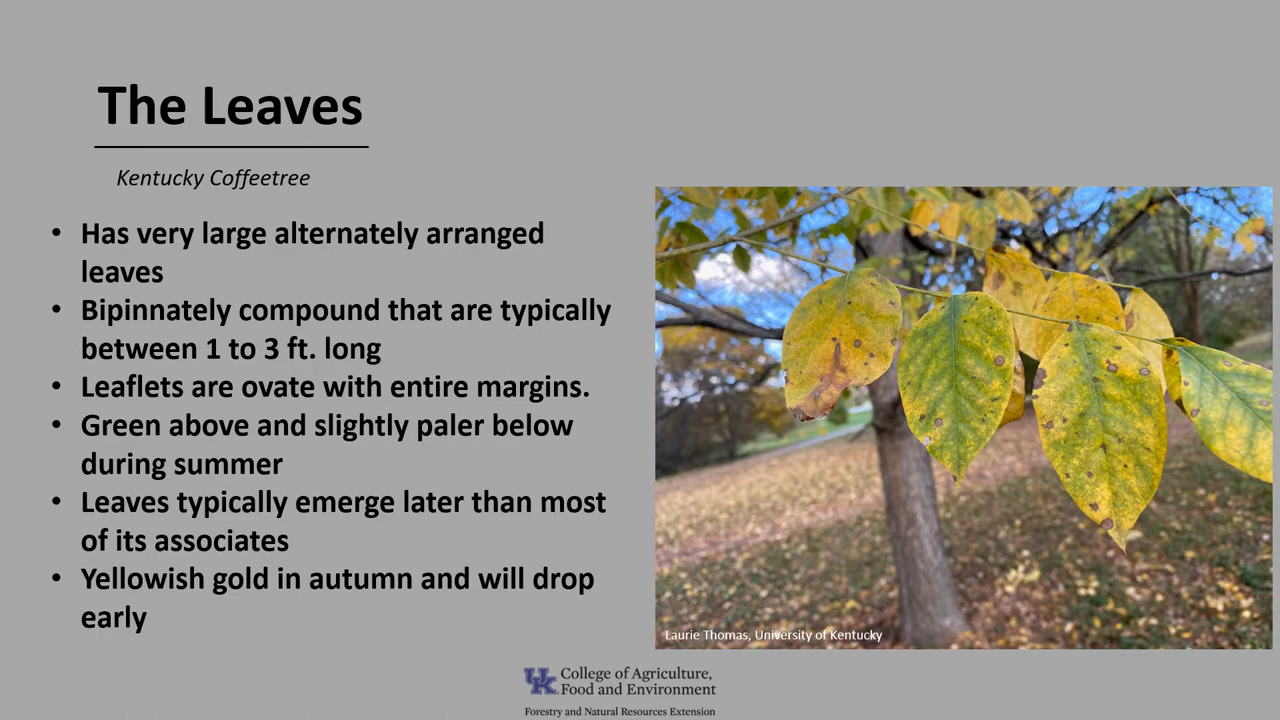 The Leaves
Kentucky Coffeetree
• Has very large alternately arranged
leaves
• Bipinnately compound that are typically
between 1 to 3 ft. long
• Leaflets are ovate with entire margins.
• Green above and slightly paler below
during summer
• Leaves typically emerge later than most
of its associates
• Yellowish gold in autumn and will drop
early
Laurie Thomas, University of Kentucky
UK College of Agriculture,
Food and Environment
Forestry and Natural Resources Extension